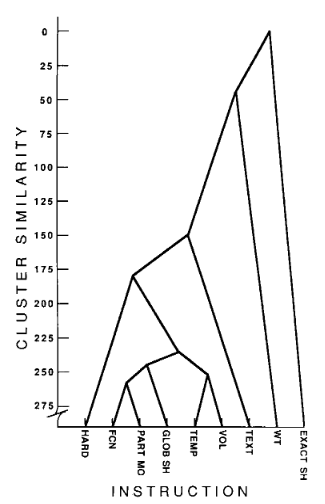 CLUSTER SIMILARITY
0
25
50
75
100
125
150
175
200
225
250
275
HARD
FCN
PART MO
GLOB SH
TEMP
VOL
TEXT
WT
EXACT SH
INSTRUCTION